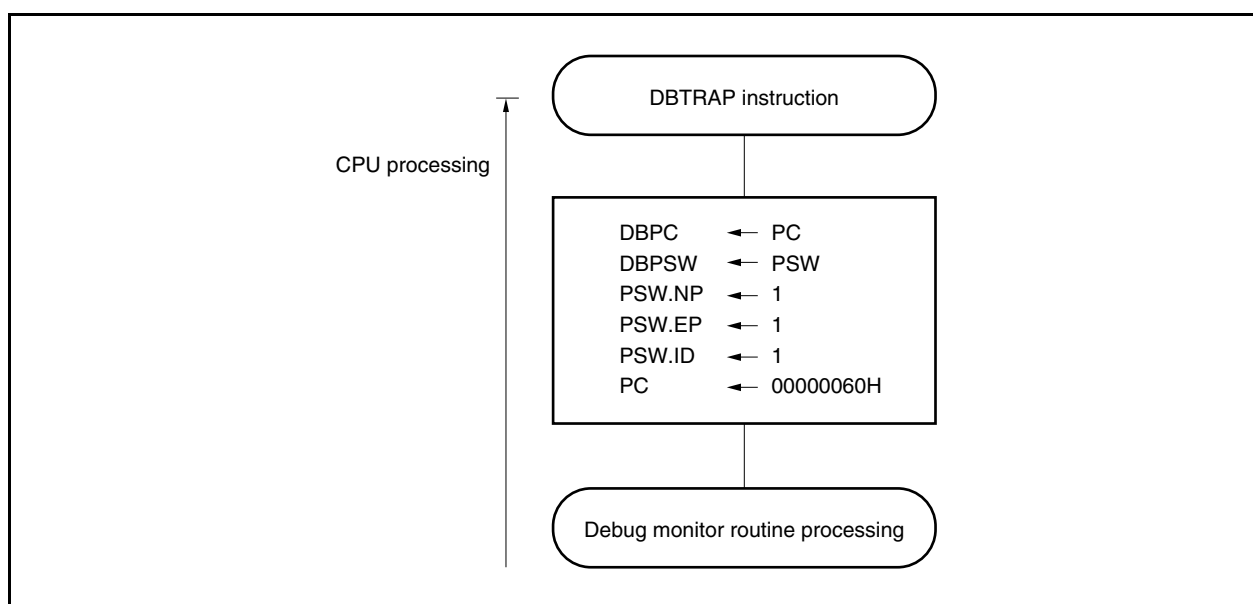 DBTRAP instruction
CPU processing
DBPC ← PC
DBPSW ← PSW
PSW.NP ← 1
PSW.EP ← 1
PSW.ID ← 1
PC ← 00000060H
Debug monitor routine processing